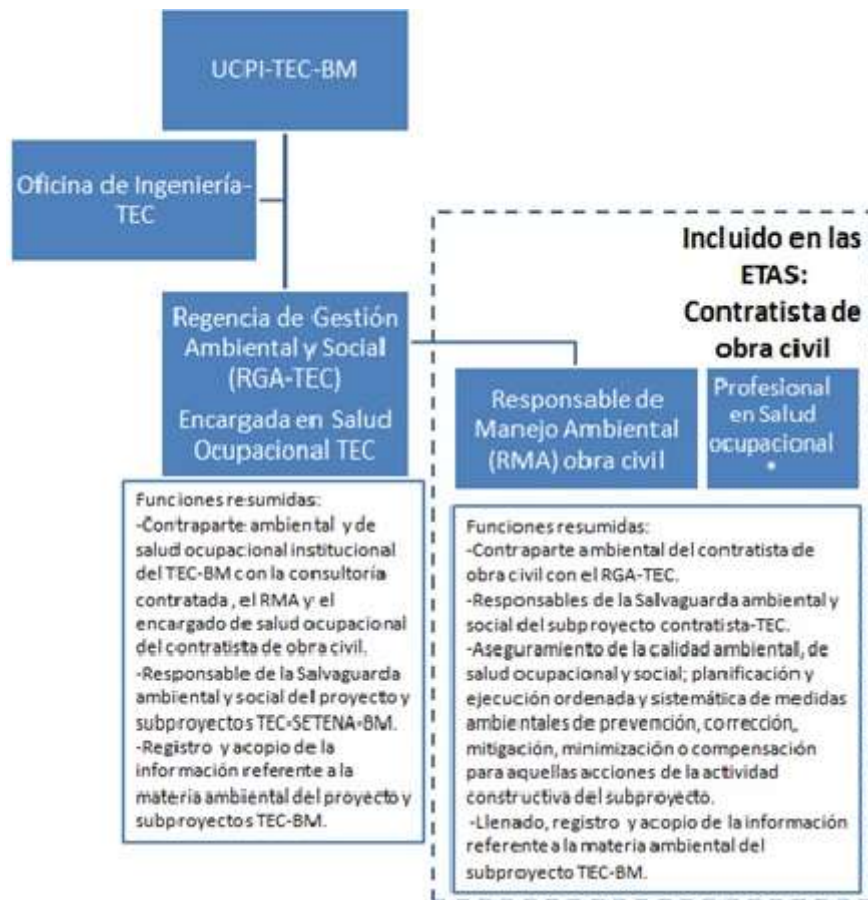 UCPI-TEC-BM
Oficina de Ingeniería-
TEC
Incluido en las
ETAS:
Contratista de
obra civil
Regencia de Gestión
Ambiental y Social
(RGA-TEC)
Encargada en Salud
Ocupacional TEC
Responsable de
Manejo Ambiental
(RMA) obra civil
Profesional
en Salud
ocupacional
*
Funciones resumidas:
-Contraparte ambiental y de
salud ocupacional institucional
del TEC-BM con la consultoría
contratada, el RMA y el
encargado de salud ocupacional
del contratista de obra civil.
-Responsable de la Salvaguarda
ambiental y social del proyecto y
subproyectos TEC-SETENA-BM.
-Registro y acopio de la
información referente a la
materia ambiental del proyecto y
subproyectos TEC-BM.
Funciones resumidas:
-Contraparte ambiental del contratista de
obra civil con el RGA-TEC.
-Responsables de la Salvaguarda ambiental y
social del subproyecto contratista-TEC.
-Aseguramiento de la calidad ambiental, de
salud ocupacional y social; planificación y
ejecución ordenada y sistemática de medidas
ambientales de prevención, corrección,
mitigación, minimización o compensación
para aquellas acciones de la actividad
constructiva del subproyecto.
-Llenado, registro y acopio de la información
referente a la materia ambiental del
subproyecto TEC-BM.